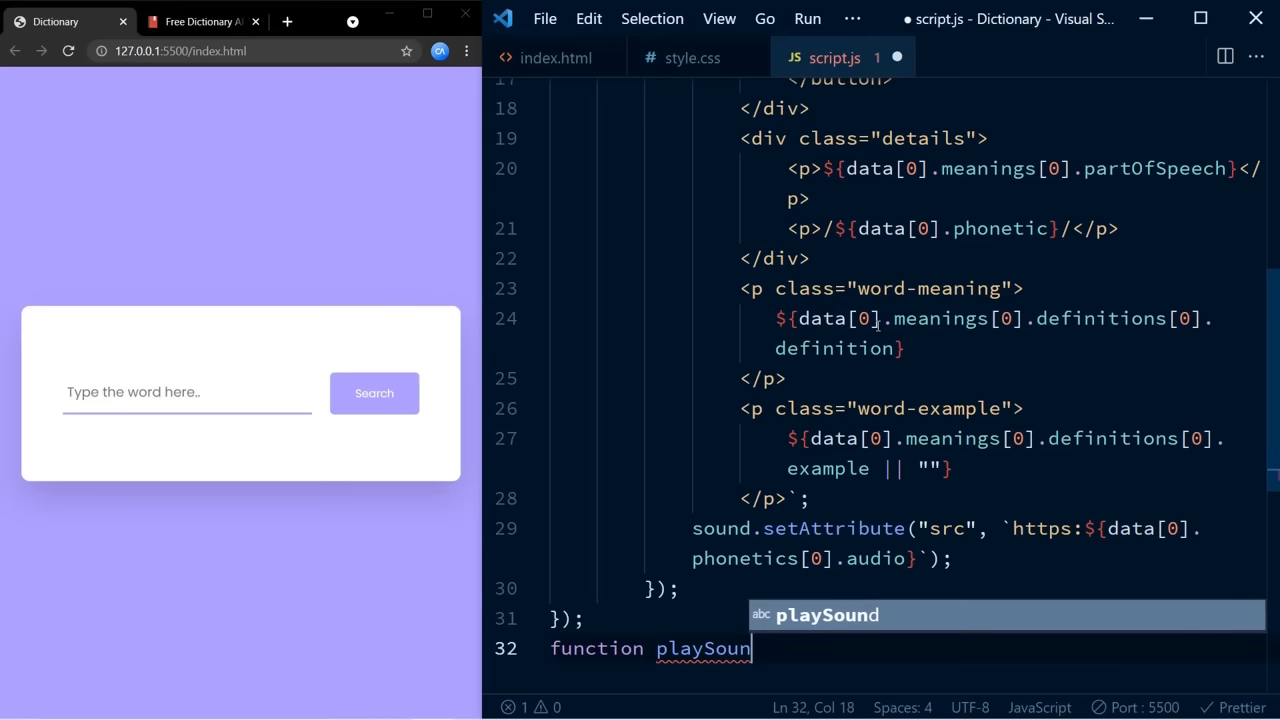 Dictionary
Free Dictionary A
127.0.0.1:5500/index.html
CA
Type the word here..
Search
File Edit Selection View Go Run ···
● script.js - Dictionary - Visual S...
<> index.html
# style.css
JS script.js 1
17 </button>
18 </div>
19 <div class="details">
20 <p>${data[0].meanings[0].partOfSpeech}</
p>
21 <p>/${data[0].phonetic}/</p>
22 </div>
23 <p class="word-meaning">
24 ${data[0].meanings[0].definitions[0].
definition}
25 </p>
26 <p class="word-example">
27 ${data[0].meanings[0].definitions[0].
example || ""}
28 </p>`;
29 sound.setAttribute("src", `https:${data[0].
phonetics[0].audio}`);
30 });
31 });
abc playSound
32 function playSoun
1 0 Ln 32, Col 18 Spaces: 4 UTF-8 JavaScript Port : 5500 Prettier